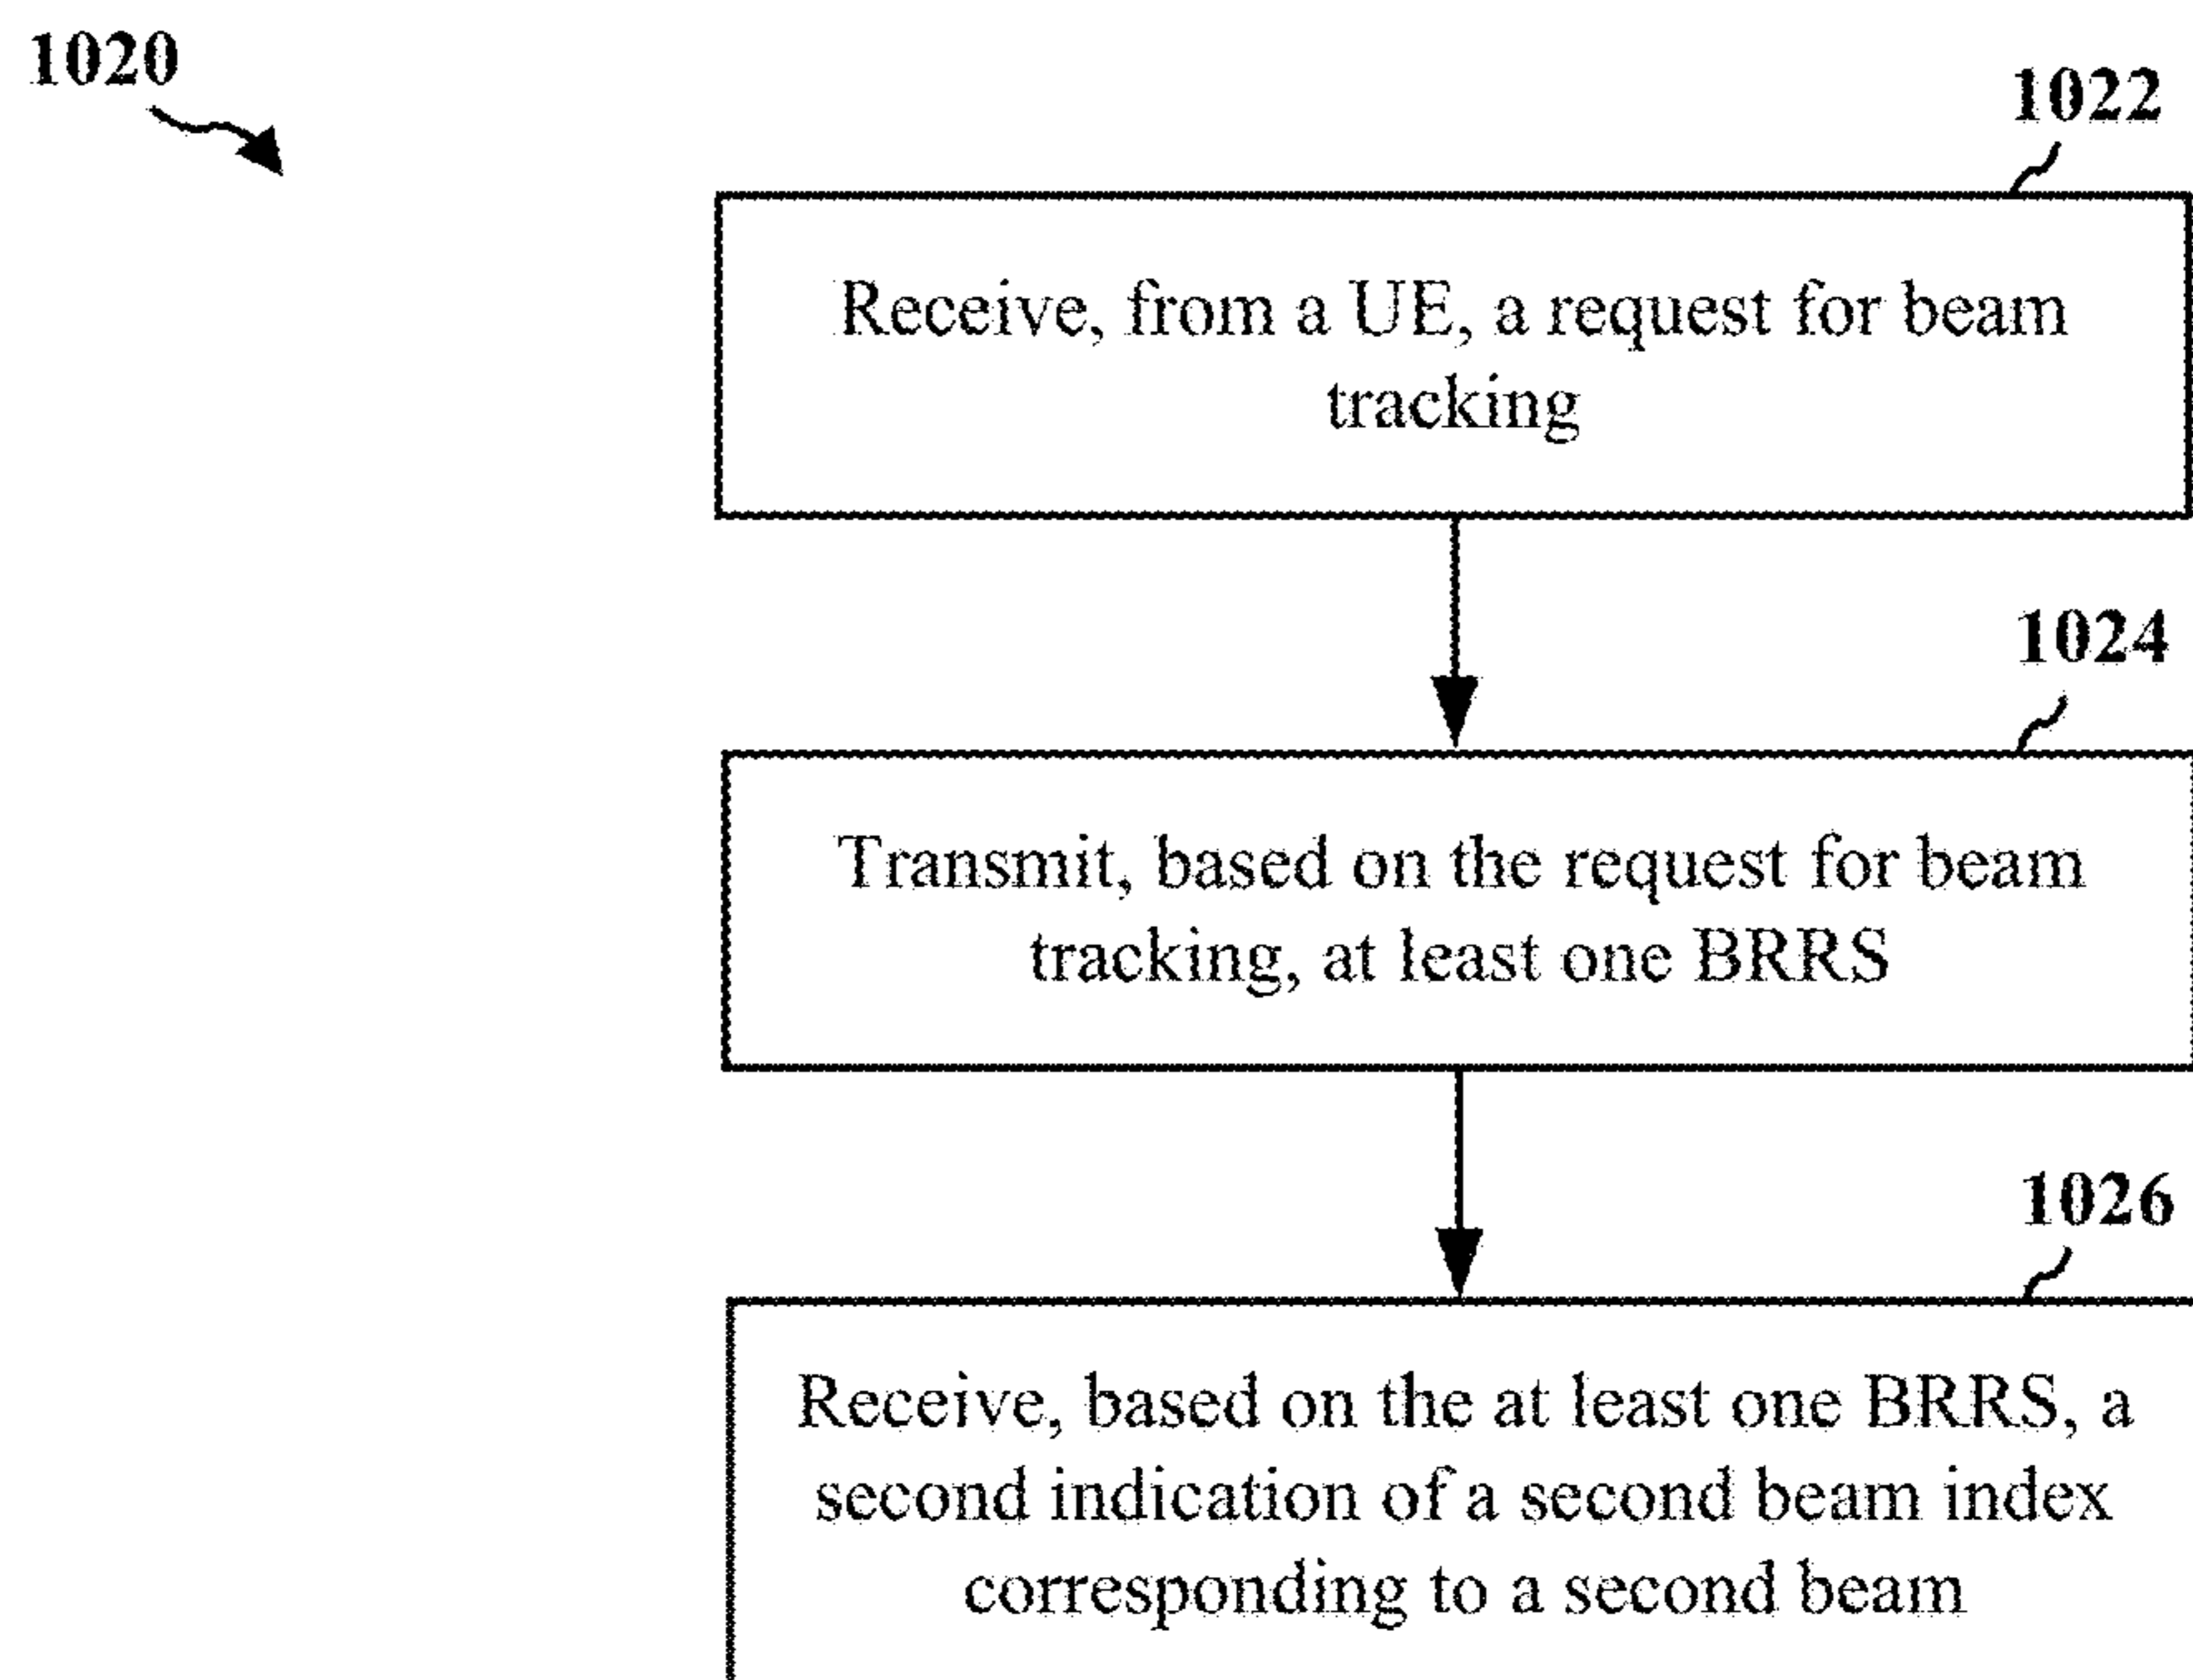 1020
1022
Receive, from a UE, a request for beam
tracking
1024
Transmit, based on the request for beam
tracking, at least one BRRS
1026
Receive, based on the at least one BRRS, a
second indication of a second beam index
corresponding to a second beam